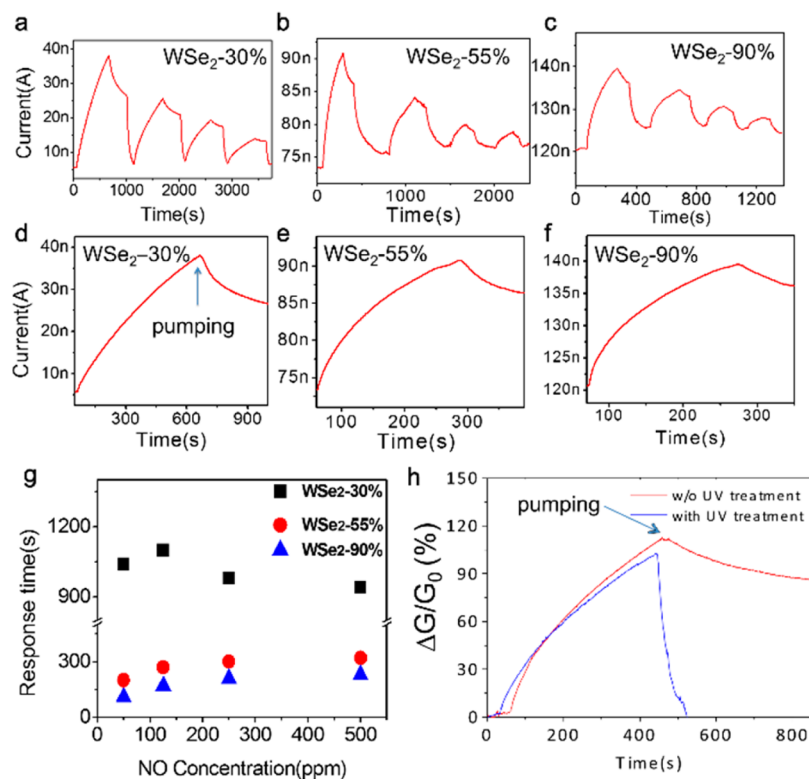 a
WSe2-30%
40n
30n
20n
10n
Current(A)
0 1000 2000 3000
Time(s)
b
WSe2-55%
90n
85n
80n
75n
0 1000 2000
Time(s)
c
WSe2-90%
140n
130n
120n
0 400 800 1200
Time(s)
d
WSe2–30%
40n
30n
20n
10n
Current(A)
pumping
300 600 900
Time(s)
e
WSe2-55%
90n
85n
80n
75n
100 200 300
Time(s)
f
WSe2-90%
140n
135n
130n
125n
120n
100 200 300
Time(s)
g
WSe2-30%
WSe2-55%
WSe2-90%
1200
900
300
0
Response time(s)
0 100 200 300 400 500
NO Concentration(ppm)
h
150
120
90
60
30
0
ΔG/G0 (%)
pumping
w/o UV treatment
with UV treatment
0 200 400 600 800
Time(s)